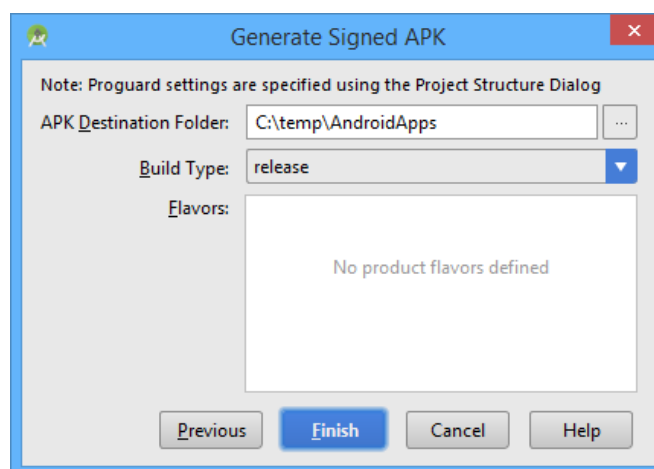 Generate Signed APK
Note: Proguard settings are specified using the Project Structure Dialog
APK Destination Folder: C:\temp\AndroidApps ...
Build Type: release
Flavors:
No product flavors defined
Previous Finish Cancel Help